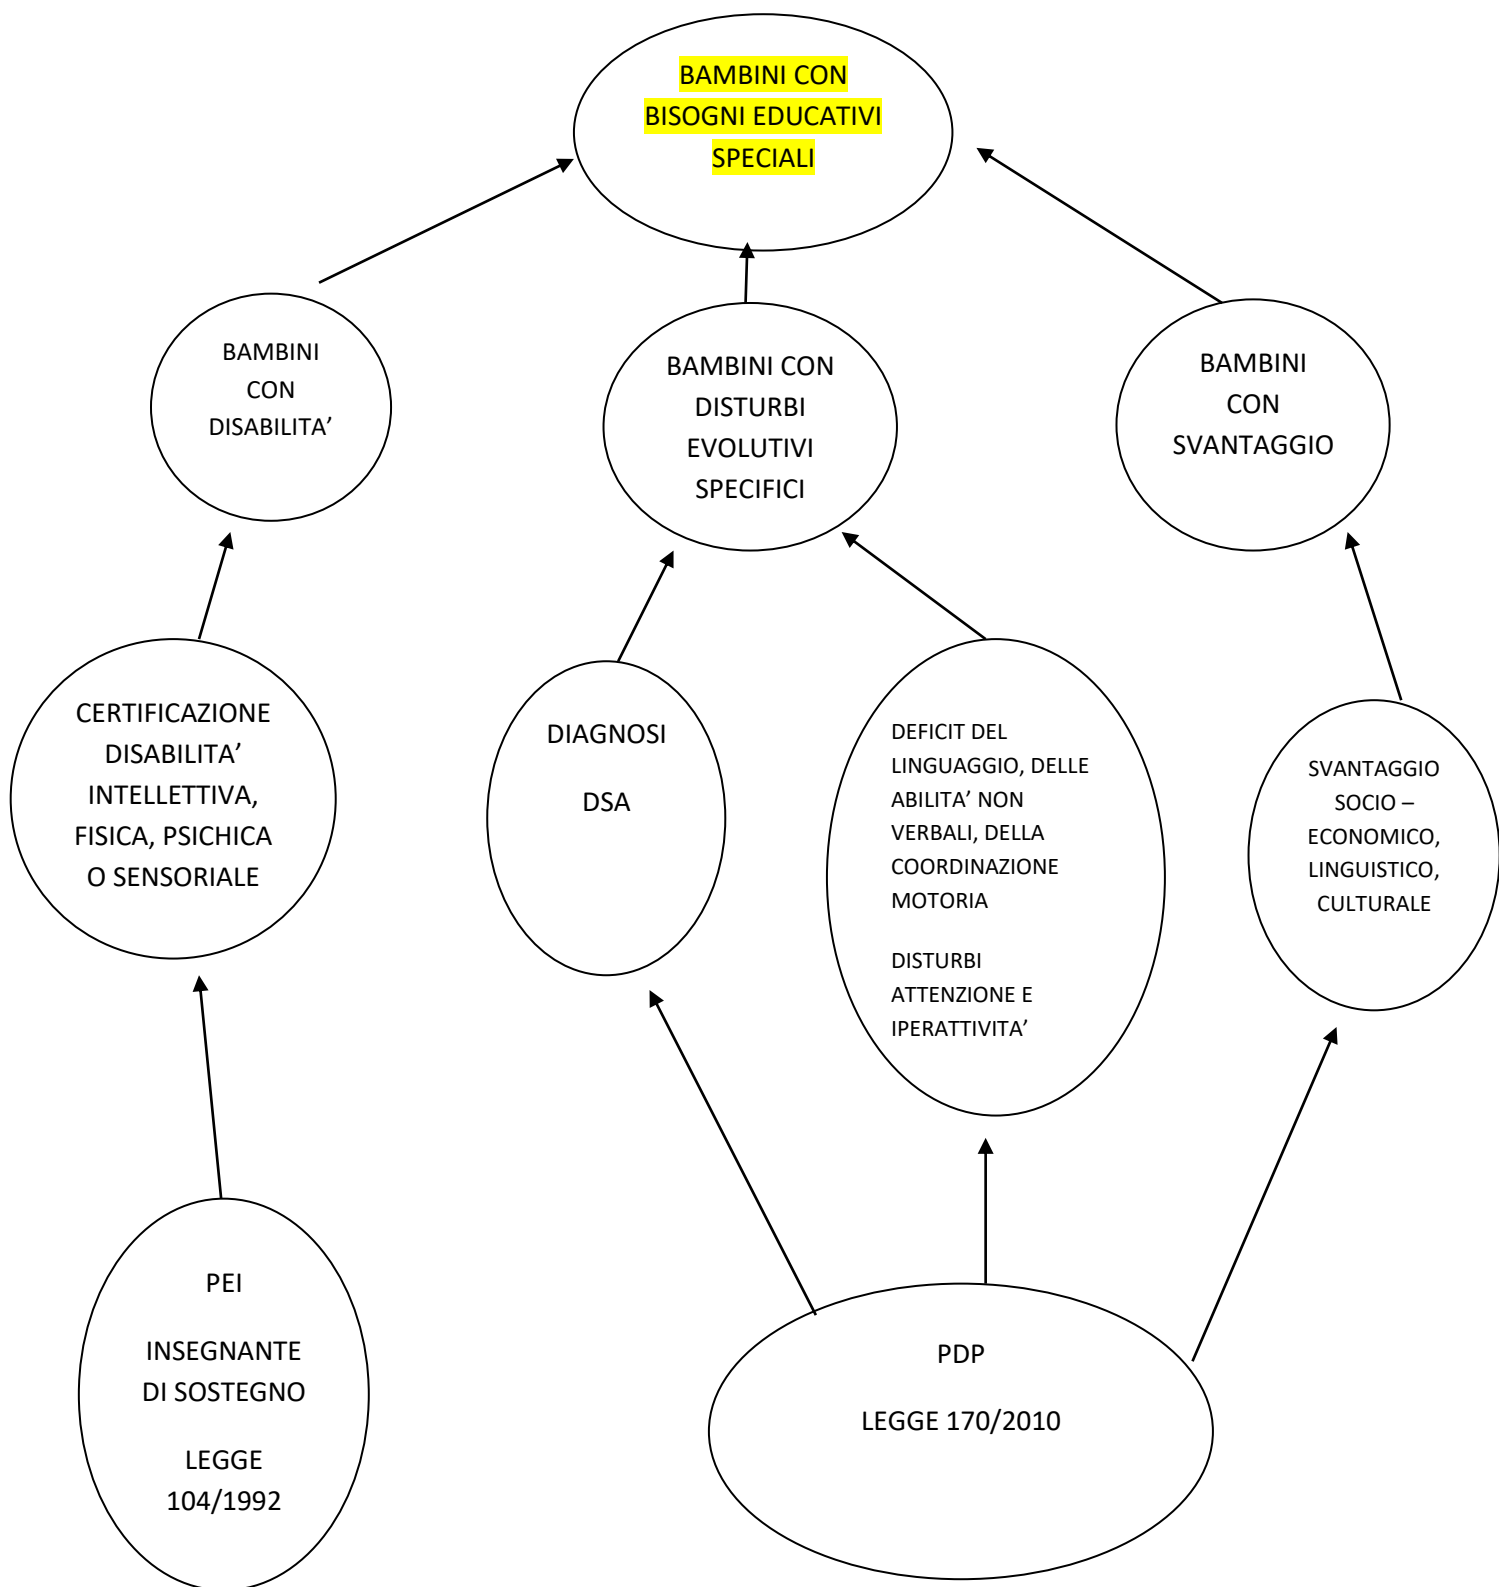 BAMBINI CON
BISOGNI EDUCATIVI
SPECIALI
BAMBINI
CON
DISABILITA’
BAMBINI CON
DISTURBI
EVOLUTIVI
SPECIFICI
BAMBINI
CON
SVANTAGGIO
CERTIFICAZIONE
DISABILITA’
INTELLETTIVA,
FISICA, PSICHICA
O SENSORIALE
DIAGNOSI
DSA
DEFICIT DEL
LINGUAGGIO, DELLE
ABILITA’ NON
VERBALI, DELLA
COORDINAZIONE
MOTORIA
DISTURBI
ATTENZIONE E
IPERATTIVITA’
SVANTAGGIO
SOCIO –
ECONOMICO,
LINGUISTICO,
CULTURALE
PEI
INSEGNANTE
DI SOSTEGNO
LEGGE
104/1992
PDP
LEGGE 170/2010